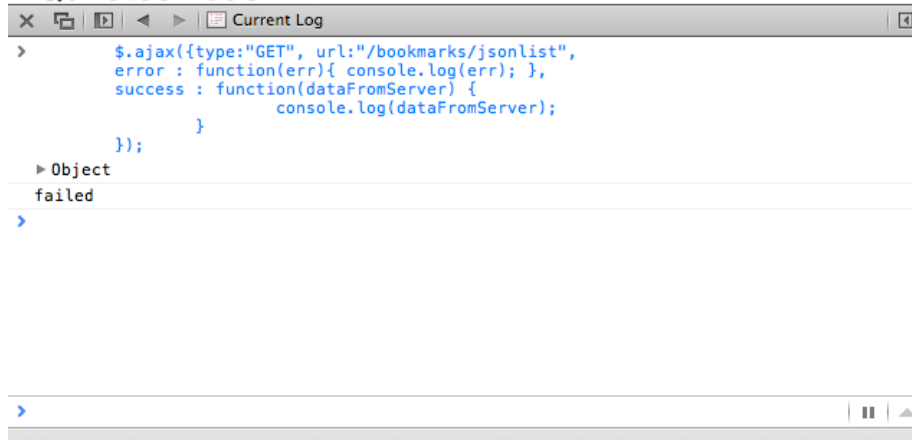 Current Log
$.ajax({type:"GET", url:"/bookmarks/jsonlist",
error : function(err){ console.log(err); },
success : function(dataFromServer) {
console.log(dataFromServer);
}
});
Object
failed